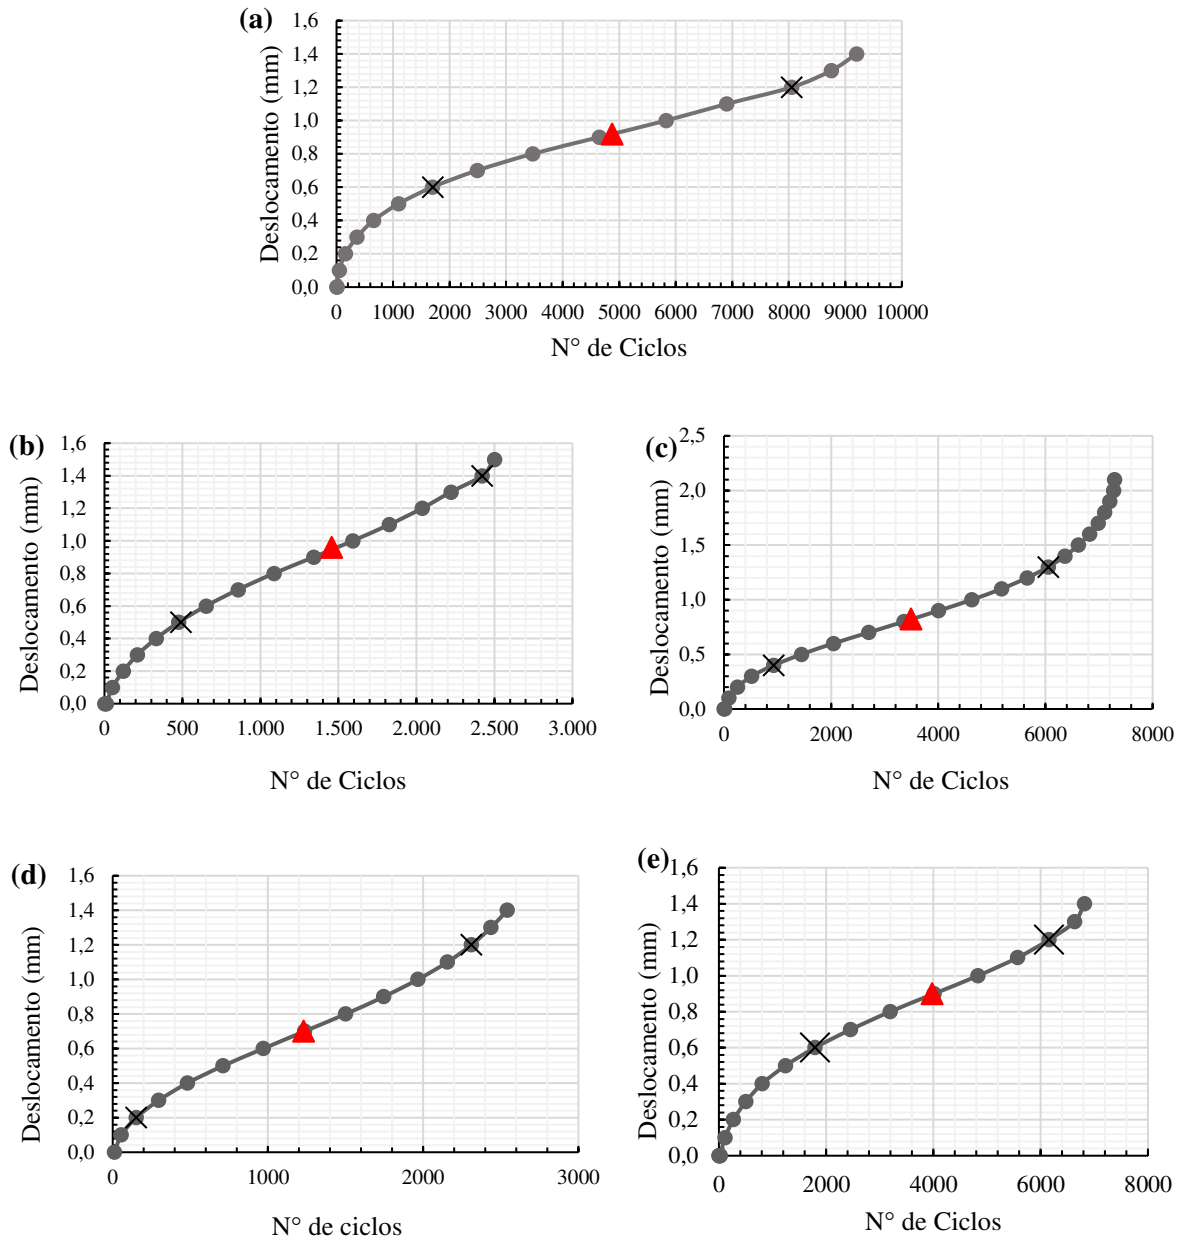 (a)
1,6
1,4
1,2
1,0
0,8
0,6
0,4
0,2
0,0
Deslocamento (mm)
0 1000 2000 3000 4000 5000 6000 7000 8000 9000 10000
N° de Ciclos
(b)
1,6
1,4
1,2
1,0
0,8
0,6
0,4
0,2
0,0
Deslocamento (mm)
0 500 1.000 1.500 2.000 2.500 3.000
N° de Ciclos
(c)
2,5
2,0
1,5
1,0
0,5
0,0
Deslocamento (mm)
0 2000 4000 6000 8000
N° de Ciclos
(d)
1,6
1,4
1,2
1,0
0,8
0,6
0,4
0,2
0,0
Deslocamento (mm)
0 1000 2000 3000
N° de ciclos
(e)
1,6
1,4
1,2
1,0
0,8
0,6
0,4
0,2
0,0
Deslocamento (mm)
0 2000 4000 6000 8000
N° de Ciclos